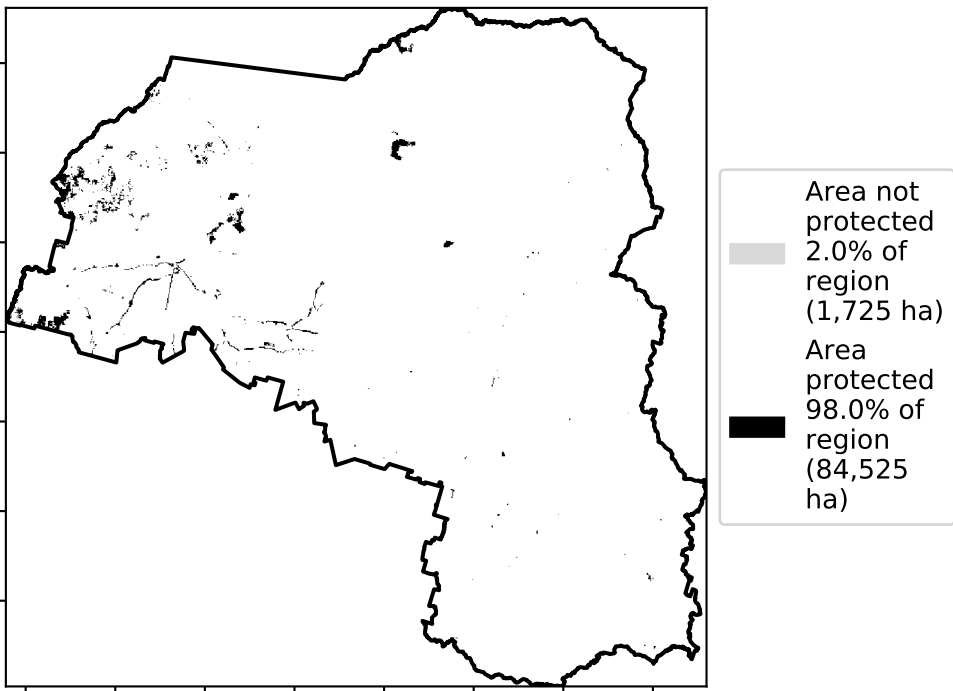 Area not
protected
2.0% of
region
(1,725 ha)
Area
protected
98.0% of
region
(84,525
ha)